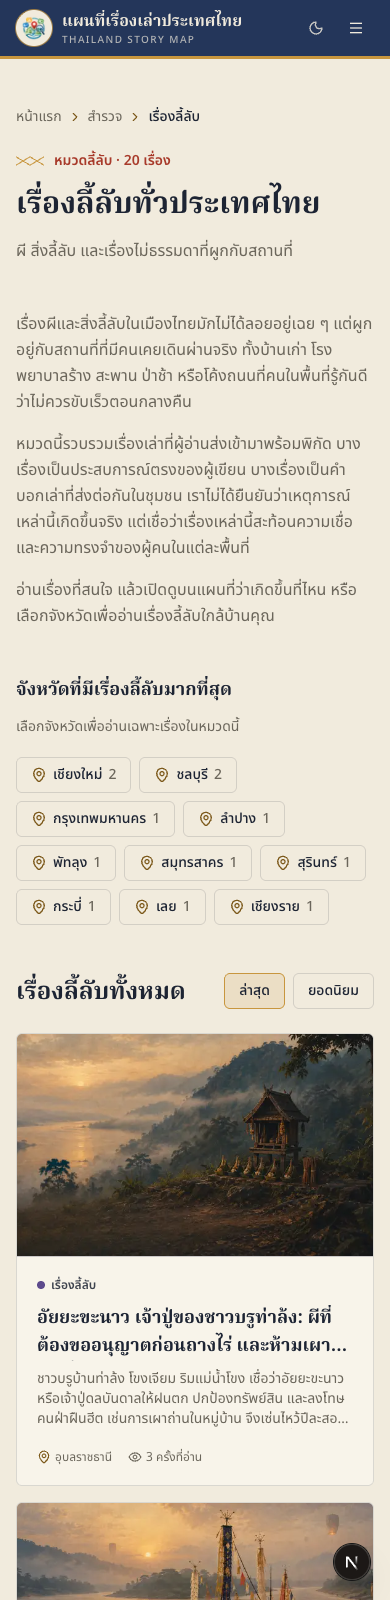 แผนที่เรื่องเล่าประเทศไทย
THAILAND STORY MAP
หน้าแรก > สำรวจ > เรื่องลี้ลับ
หมวดลี้ลับ · 20 เรื่อง
เรื่องลี้ลับทั่วประเทศไทย
ผี สิ่งลี้ลับ และเรื่องไม่ธรรมดาที่ผูกกับสถานที่
เรื่องผีและสิ่งลี้ลับในเมืองไทยมักไม่ได้ลอยอยู่เฉย ๆ แต่ผูก
อยู่กับสถานที่ที่มีคนเคยเดินผ่านจริง ทั้งบ้านเก่า โรง
พยาบาลร้าง สะพาน ป่าช้า หรือโค้งถนนที่คนในพื้นที่รู้กันดี
ว่าไม่ควรขับเร็วตอนกลางคืน
หมวดนี้รวบรวมเรื่องเล่าที่ผู้อ่านส่งเข้ามาพร้อมพิกัด บาง
เรื่องเป็นประสบการณ์ตรงของผู้เขียน บางเรื่องเป็นคำ
บอกเล่าที่ส่งต่อกันในชุมชน เราไม่ได้ยืนยันว่าเหตุการณ์
เหล่านี้เกิดขึ้นจริง แต่เชื่อว่าเรื่องเหล่านี้สะท้อนความเชื่อ
และความทรงจำของผู้คนในแต่ละพื้นที่
อ่านเรื่องที่สนใจ แล้วเปิดดูบนแผนที่ว่าเกิดขึ้นที่ไหน หรือ
เลือกจังหวัดเพื่ออ่านเรื่องลี้ลับใกล้บ้านคุณ
จังหวัดที่มีเรื่องลี้ลับมากที่สุด
เลือกจังหวัดเพื่ออ่านเฉพาะเรื่องในหมวดนี้
เชียงใหม่ 2 ชลบุรี 2
กรุงเทพมหานคร 1 ลำปาง 1
พัทลุง 1 สมุทรสาคร 1 สุรินทร์ 1
กระบี่ 1 เลย 1 เชียงราย 1
เรื่องลี้ลับทั้งหมด ล่าสุด ยอดนิยม
เรื่องลี้ลับ
อัยยะขะนาว เจ้าปู่ของชาวบรูท่าล้ง: ผีที่
ต้องขออนุญาตก่อนถางไร่ และห้ามเผา...
ชาวบรูบ้านท่าล้ง โขงเจียม ริมแม่น้ำโขง เชื่อว่าอัยยะขะนาว
หรือเจ้าปู่ตลบันดาลให้ฝนตก ปกป้องทรัพย์สิน และลงโทษ
คนฝ่าฝืนฮีต เช่นการเผาถ่านในหมู่บ้าน จึงเซ่นไหว้ปีละสอ...
อุบลราชธานี 3 ครั้งที่อ่าน
N